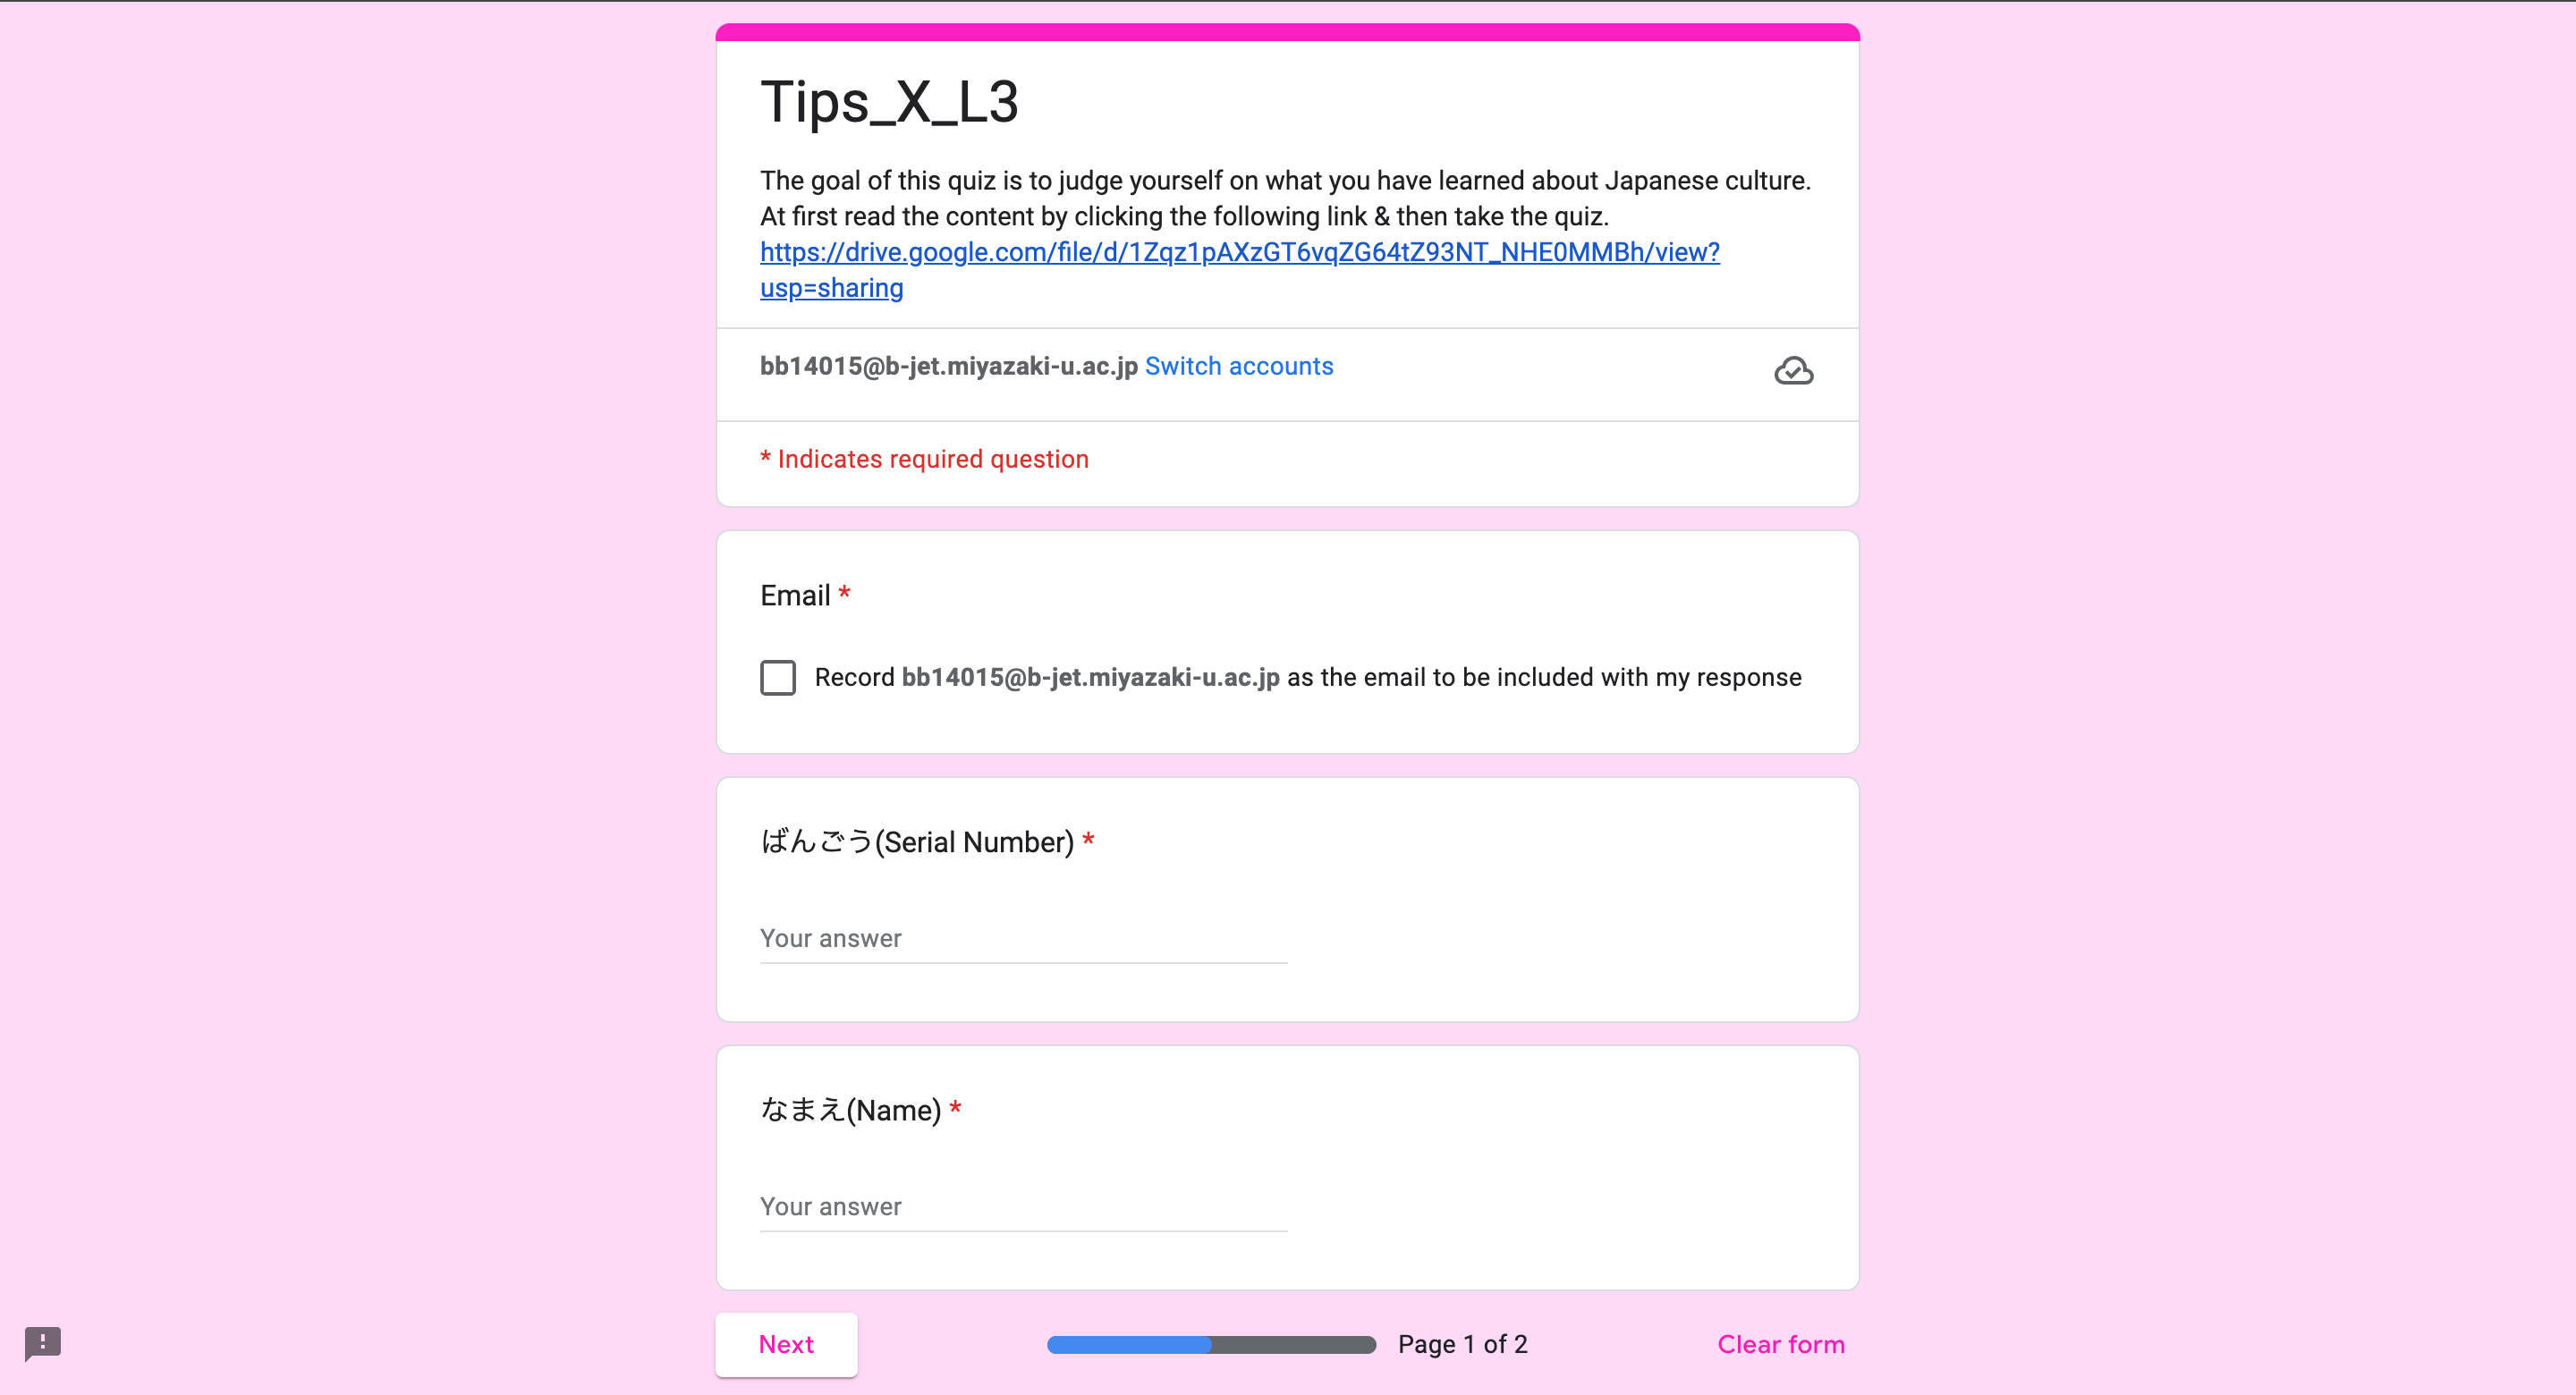 Tips_X_L3
The goal of this quiz is to judge yourself on what you have learned about Japanese culture.
At first read the content by clicking the following link & then take the quiz.
https://drive.google.com/file/d/1Zqz1pAXzGT6vqZG64tZ93NT_NHE0MMBh/view?
usp=sharing
bb14015@b-jet.miyazaki-u.ac.jp Switch accounts
* Indicates required question
Email *
Record bb14015@b-jet.miyazaki-u.ac.jp as the email to be included with my response
ばんごう(Serial Number) *
Your answer
なまえ(Name) *
Your answer
Next Page 1 of 2 Clear form